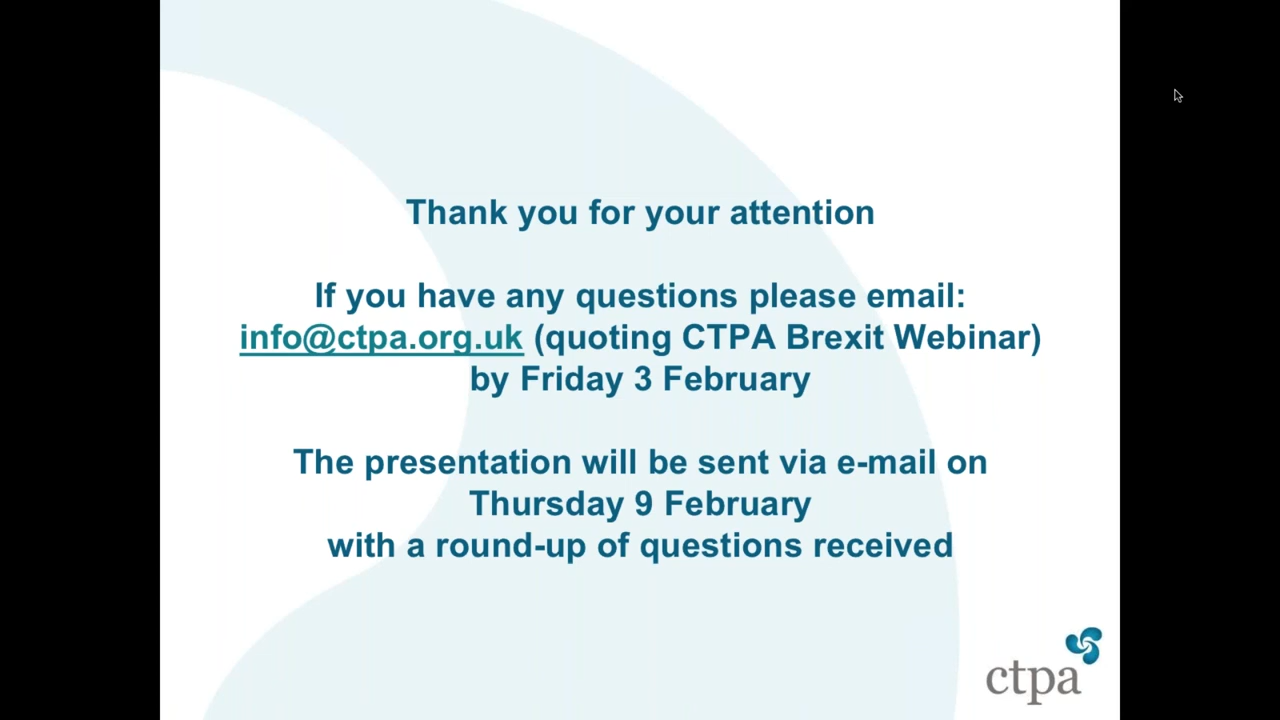 Thank you for your attention
If you have any questions please email:
info@ctpa.org.uk (quoting CTPA Brexit Webinar)
by Friday 3 February
The presentation will be sent via e-mail on
Thursday 9 February
with a round-up of questions received
ctpa